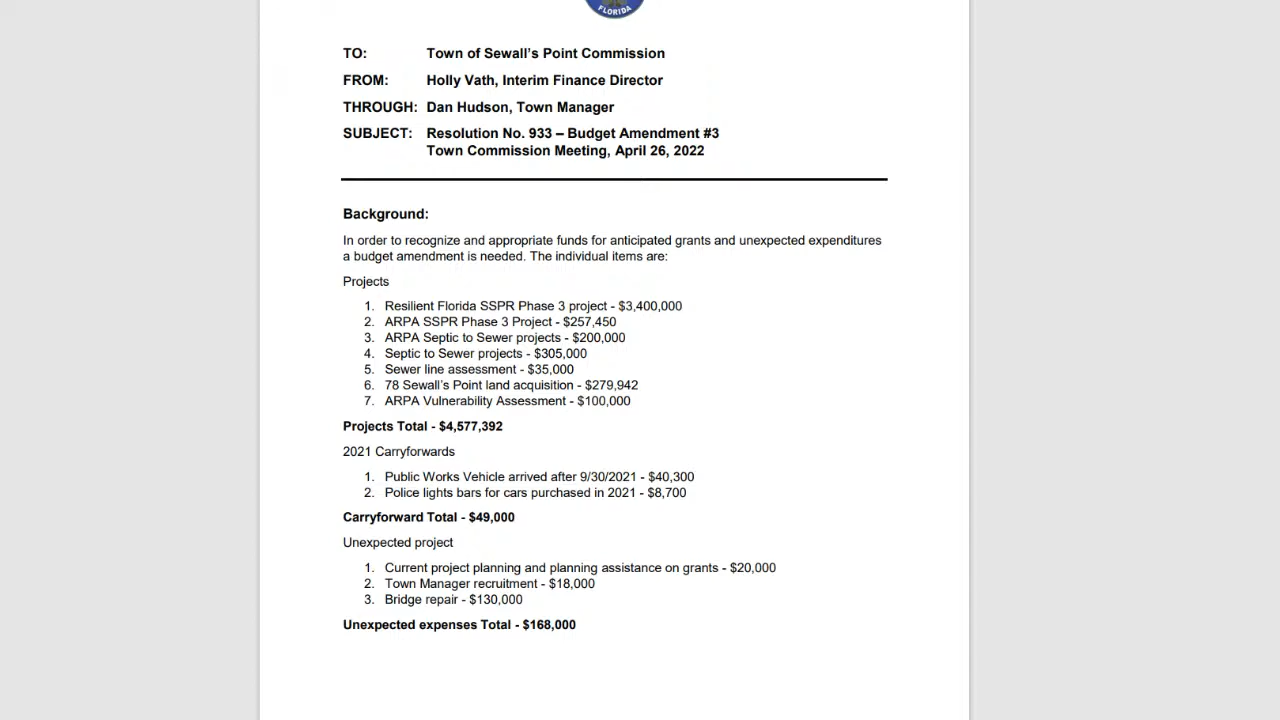 FLORIDA
TO: Town of Sewall's Point Commission
FROM: Holly Vath, Interim Finance Director
THROUGH: Dan Hudson, Town Manager
SUBJECT: Resolution No. 933 – Budget Amendment #3
Town Commission Meeting, April 26, 2022
Background:
In order to recognize and appropriate funds for anticipated grants and unexpected expenditures
a budget amendment is needed. The individual items are:
Projects
1. Resilient Florida SSPR Phase 3 project - $3,400,000
2. ARPA SSPR Phase 3 Project - $257,450
3. ARPA Septic to Sewer projects - $200,000
4. Septic to Sewer projects - $305,000
5. Sewer line assessment - $35,000
6. 78 Sewall's Point land acquisition - $279,942
7. ARPA Vulnerability Assessment - $100,000
Projects Total - $4,577,392
2021 Carryforwards
1. Public Works Vehicle arrived after 9/30/2021 - $40,300
2. Police lights bars for cars purchased in 2021 - $8,700
Carryforward Total - $49,000
Unexpected project
1. Current project planning and planning assistance on grants - $20,000
2. Town Manager recruitment - $18,000
3. Bridge repair - $130,000
Unexpected expenses Total - $168,000